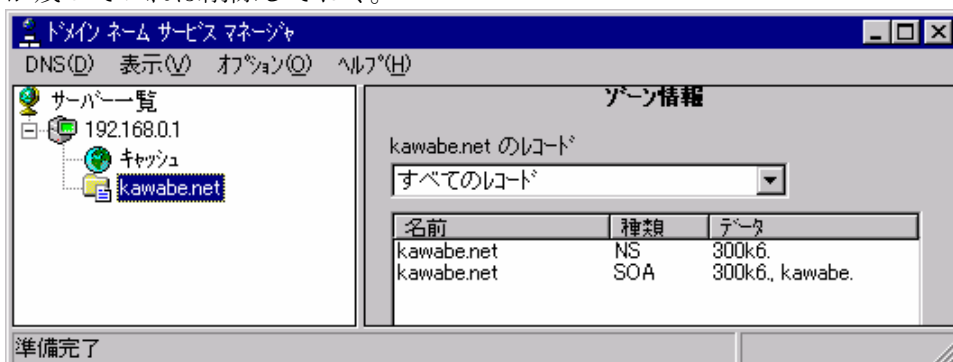 ﾄﾞﾒｲﾝ ﾈｰﾑ ｻｰﾋﾞｽ ﾏﾈｰｼﾞｬ
DNS(D) 表示(V) ｵﾌﾟｼｮﾝ(O) ﾍﾙﾌﾟ(H)
ｻｰﾊﾞｰ一覧
192.168.0.1
ｷｬｯｼｭ
kawabe.net
ｿﾞｰﾝ情報
kawabe.net のﾚｺｰﾄﾞ
すべてのﾚｺｰﾄﾞ
名前 種類 ﾃﾞｰﾀ
kawabe.net NS 300k6.
kawabe.net SOA 300k6., kawabe.
準備完了